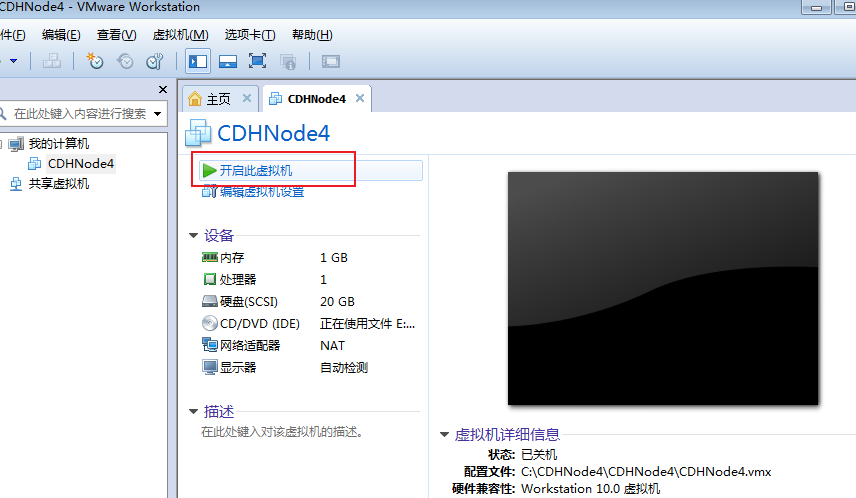 CDHNode4 - VMware Workstation
件(F) 编辑(E) 查看(V) 虚拟机(M) 选项卡(T) 帮助(H)
在此处键入内容进行搜索
我的计算机
CDHNode4
共享虚拟机
主页 CDHNode4
CDHNode4
开启此虚拟机
编辑虚拟机设置
设备
内存 1 GB
处理器 1
硬盘(SCSI) 20 GB
CD/DVD (IDE) 正在使用文件 E:...
网络适配器 NAT
显示器 自动检测
描述
在此处键入对该虚拟机的描述。
虚拟机详细信息
状态: 已关机
配置文件: C:\CDHNode4\CDHNode4\CDHNode4.vmx
硬件兼容性: Workstation 10.0 虚拟机